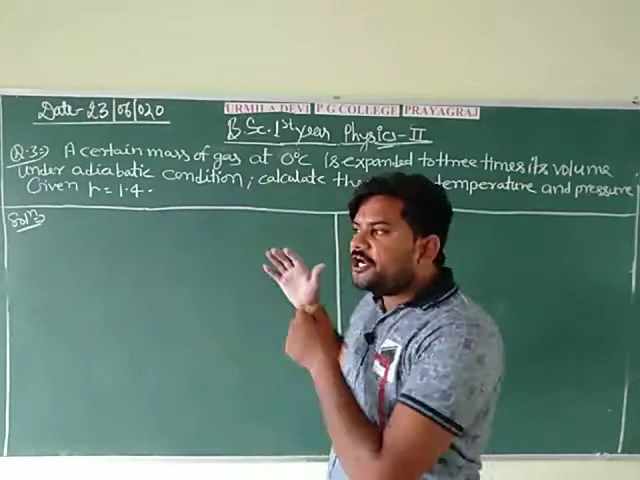 Date-23/06/020
URMILA DEVI P G COLLEGE PRAYAGRAJ
B.Sc. 1st year Physics-II
Q.3⇒ A certain mass of gas at 0°c is expanded to three times its volume
under adiabatic condition, calculate the temperature and pressure
Given r = 1.4.
Soln